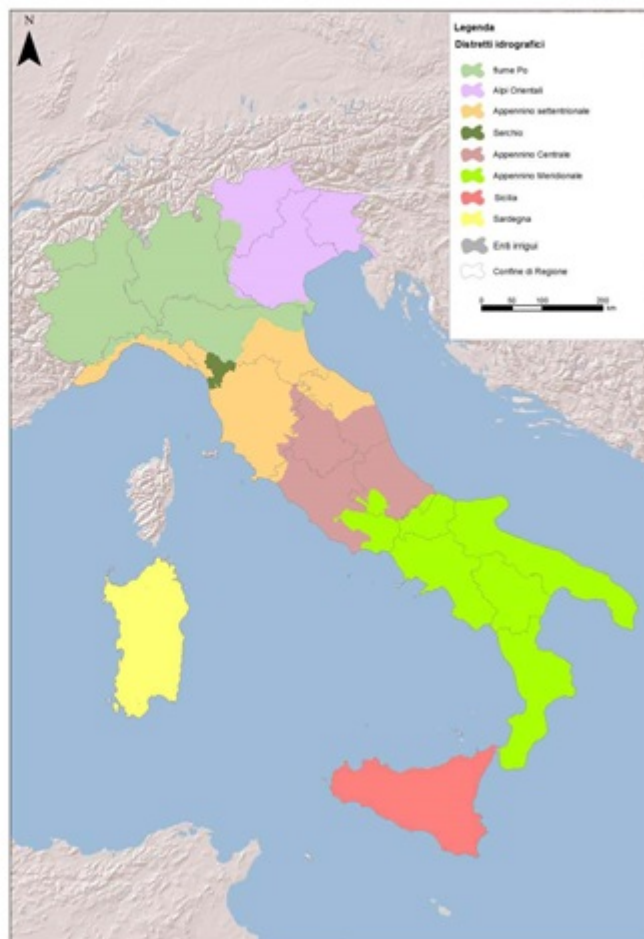 N
Legenda
Distretti idrografici
fiume Po
Alpi Orientali
Appennino settentrionale
Serchio
Appennino Centrale
Appennino Meridionale
Sicilia
Sardegna
Enti irrigui
Confine di Regione
0 50 100 200
km